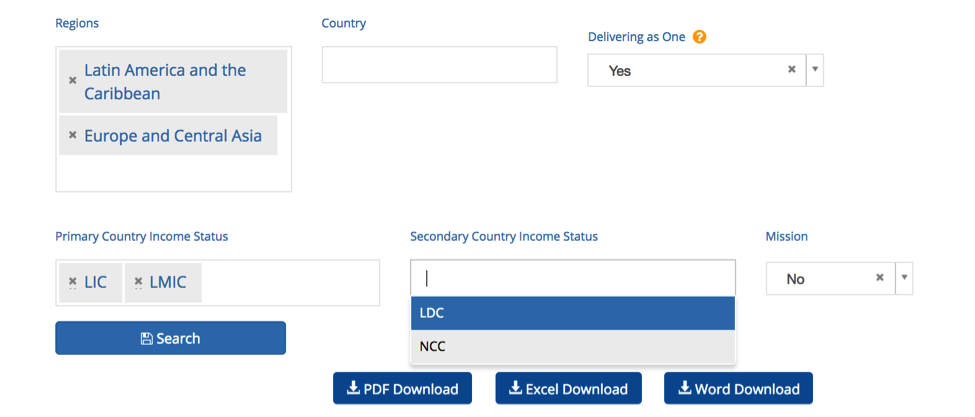 Regions
Country
Delivering as One ?
Latin America and the
Caribbean
Yes
Europe and Central Asia
Primary Country Income Status
Secondary Country Income Status
Mission
LIC
LMIC
No
LDC
Search
NCC
PDF Download
Excel Download
Word Download